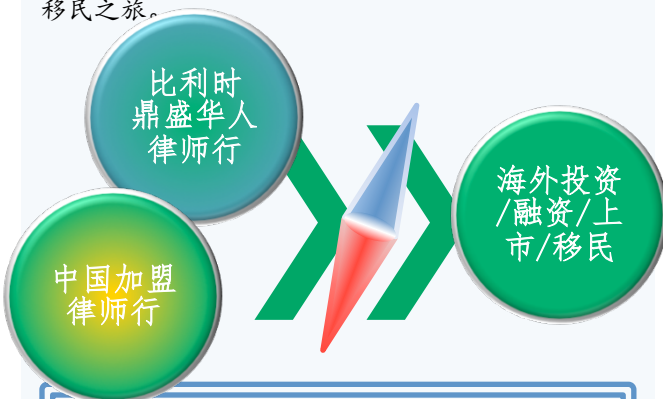 移民之旅。
比利时
鼎盛华人
律师行
海外投资
/融资/上
市/移民
中国加盟
律师行